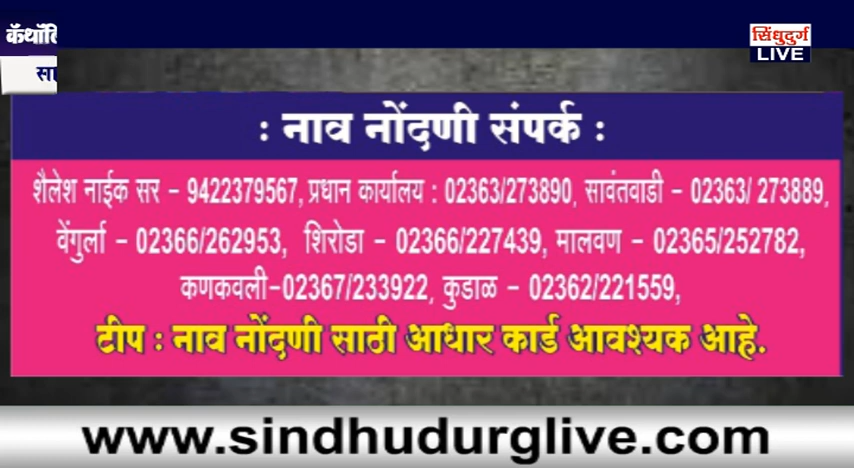 कॅथॉलि
सिंधुदुर्ग
LIVE
: नाव नोंदणी संपर्क :
शैलेश नाईक सर - 9422379567, प्रधान कार्यालय : 02363/273890, सावंतवाडी - 02363/ 273889,
वेंगुर्ला - 02366/262953, शिरोडा - 02366/227439, मालवण - 02365/252782,
कणकवली-02367/233922, कुडाळ - 02362/221559,
टीप : नाव नोंदणी साठी आधार कार्ड आवश्यक आहे.
www.sindhudurglive.com